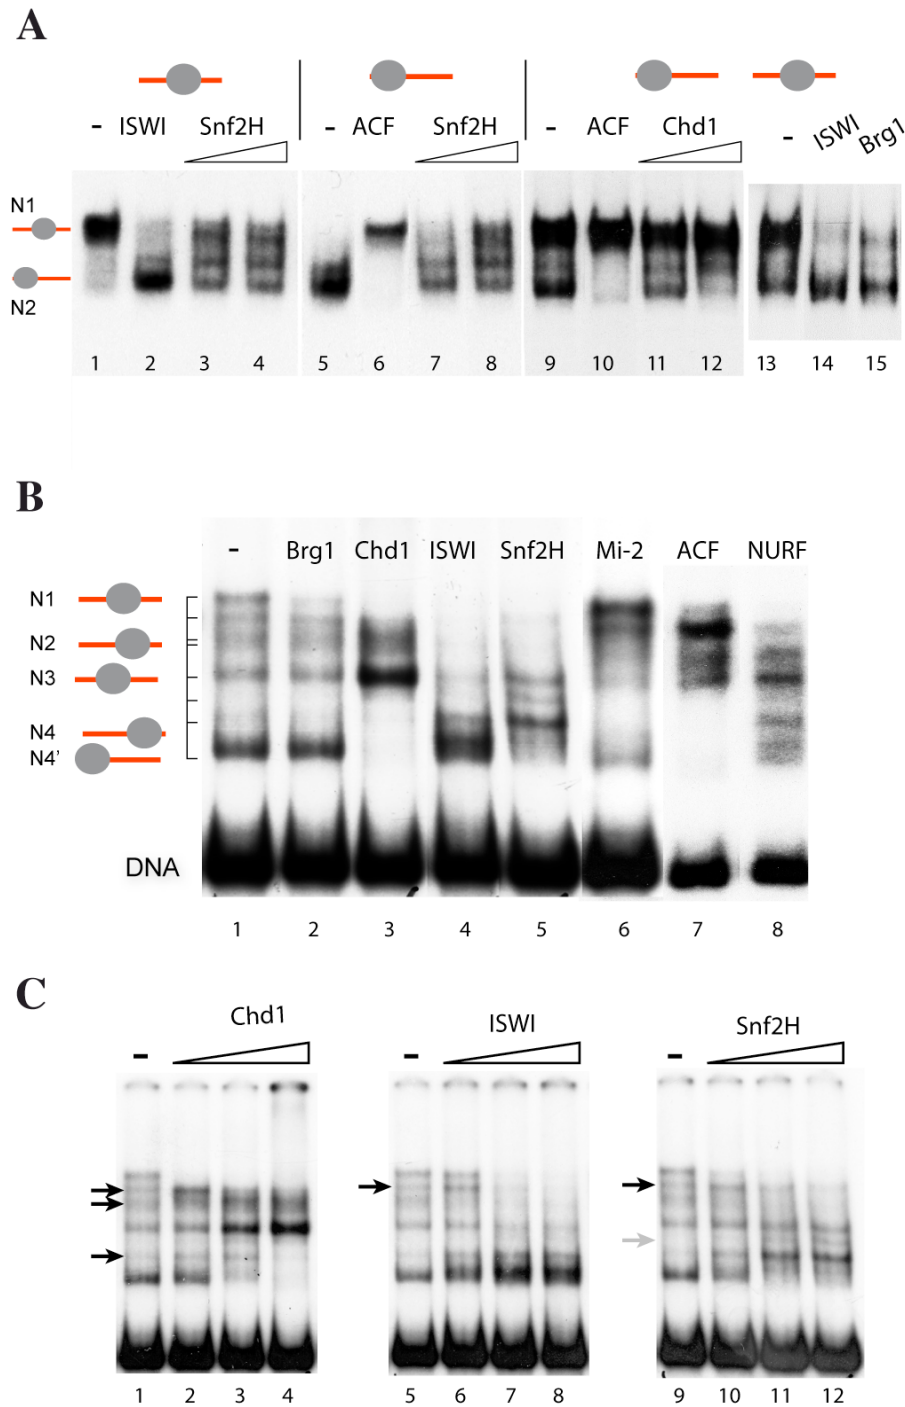 A
- ISWI Snf2H - ACF Snf2H - ACF Chd1 - ISWI Brg1
N1
N2
1 2 3 4 5 6 7 8 9 10 11 12 13 14 15
B
- Brg1 Chd1 ISWI Snf2H Mi-2 ACF NURF
N1
N2
N3
N4
N4'
DNA
1 2 3 4 5 6 7 8
C
Chd1 ISWI Snf2H
- - -
1 2 3 4 5 6 7 8 9 10 11 12